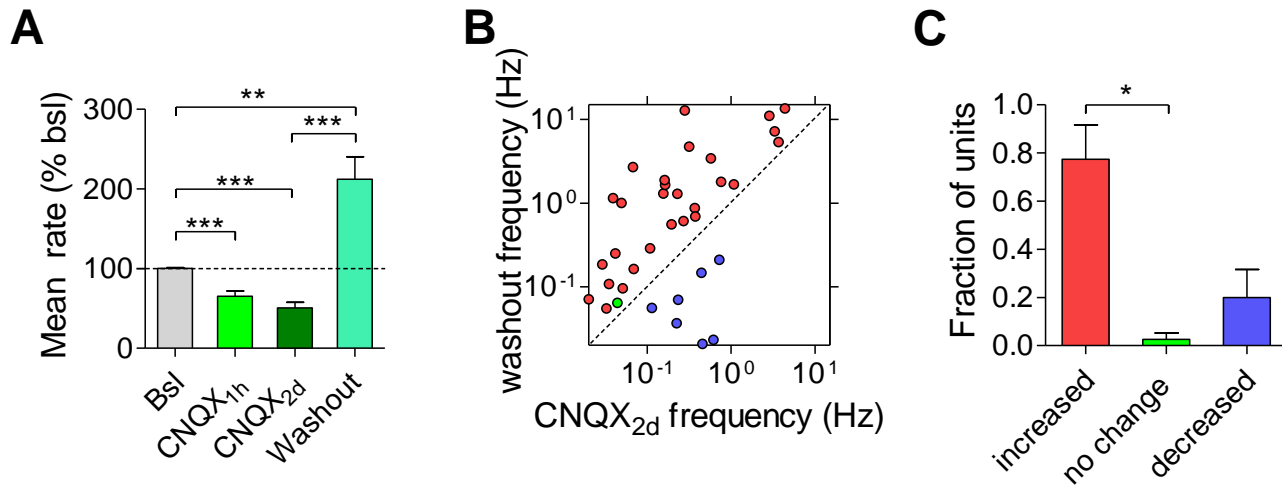 A
Mean rate (% bsl)
300
200
100
0
**
***
***
***
Bsl
CNQX1h
CNQX2d
Washout
B
washout frequency (Hz)
10^1
10^0
10^-1
10^-1
10^0
10^1
CNQX2d frequency (Hz)
C
Fraction of units
1.0
0.8
0.6
0.4
0.2
0.0
*
increased
no change
decreased